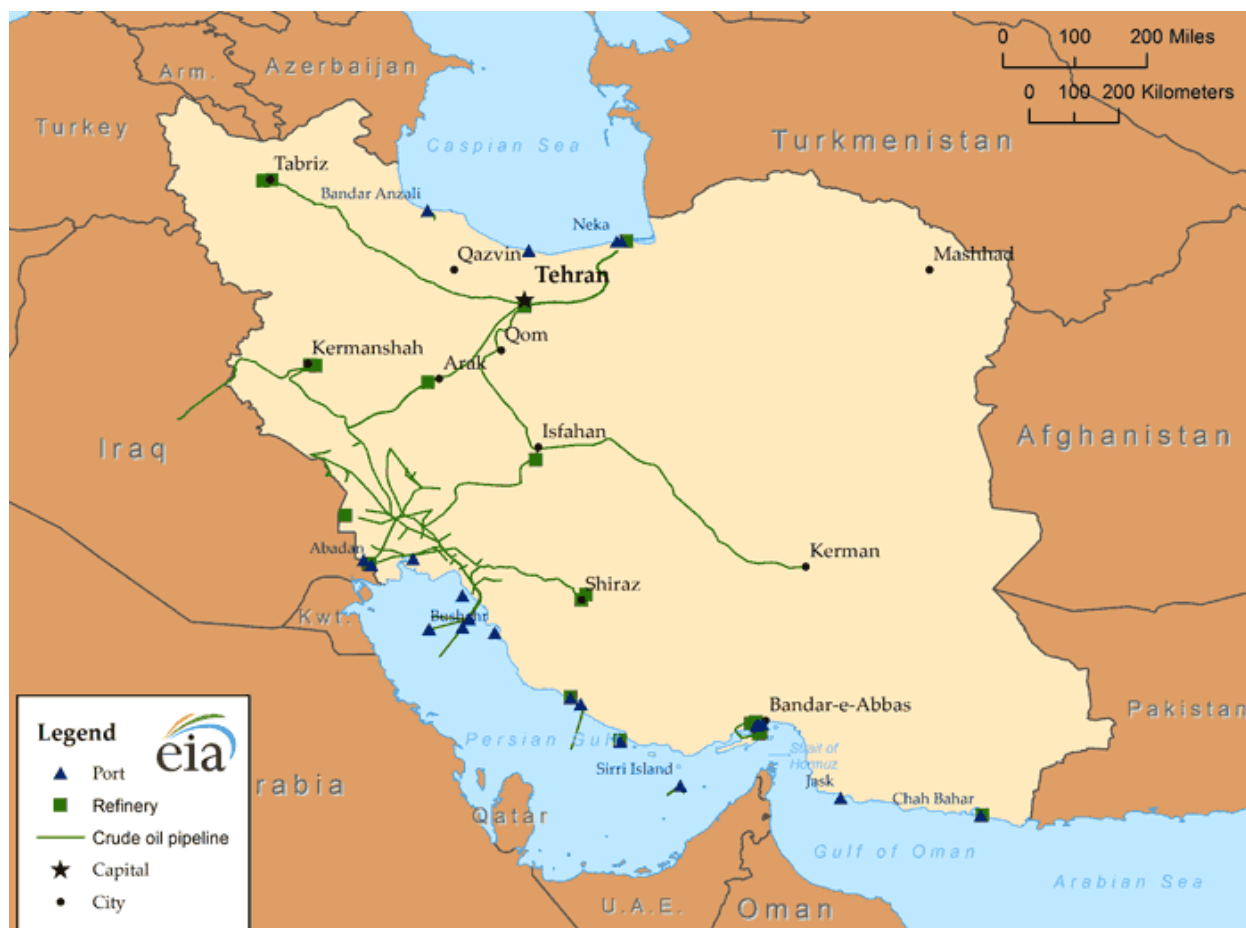 0 100 200 Miles
0 100 200 Kilometers
Arm.
Azerbaijan
Turkey
Caspian Sea
Turkmenistan
Tabriz
Bandar Anzali
Neka
Qazvin
Mashhad
Tehran
Qom
Kermanshah
Arak
Isfahan
Iraq
Afghanistan
Abadan
Kerman
Shiraz
Kwt.
Bushehr
Bandar-e-Abbas
Pakistan
Persian Gulf
Strait of
Hormuz
Sirri Island
Jask
Chah Bahar
rabia
Qatar
Gulf of Oman
Arabian Sea
U.A.E.
Oman
Legend
eia
Port
Refinery
Crude oil pipeline
Capital
City